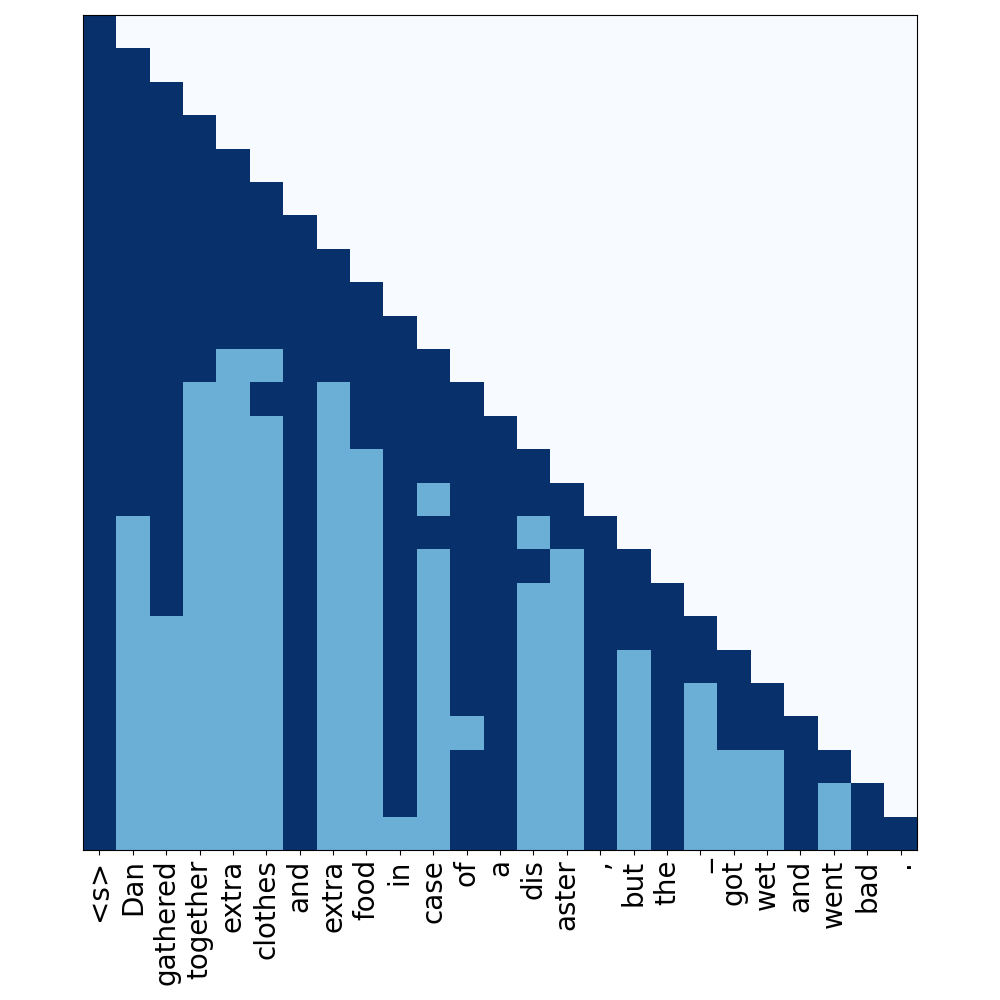 <s> Dan gathered together extra clothes and extra food in case of a dis aster , but the _ got wet and went bad .